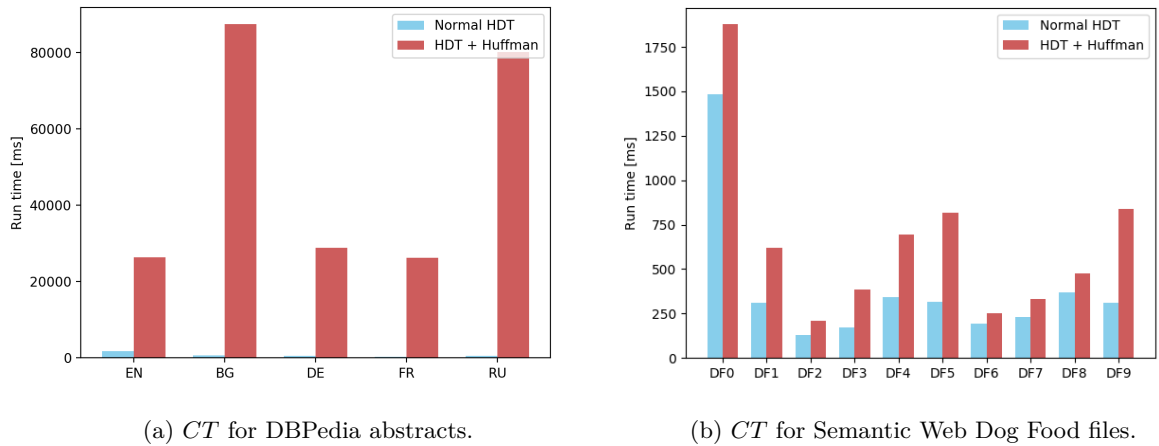 Normal HDT
HDT + Huffman
80000
60000
40000
20000
0
Run time [ms]
EN BG DE FR RU
(a) CT for DBPedia abstracts.
Normal HDT
HDT + Huffman
1750
1500
1250
1000
750
500
250
0
Run time [ms]
DF0 DF1 DF2 DF3 DF4 DF5 DF6 DF7 DF8 DF9
(b) CT for Semantic Web Dog Food files.